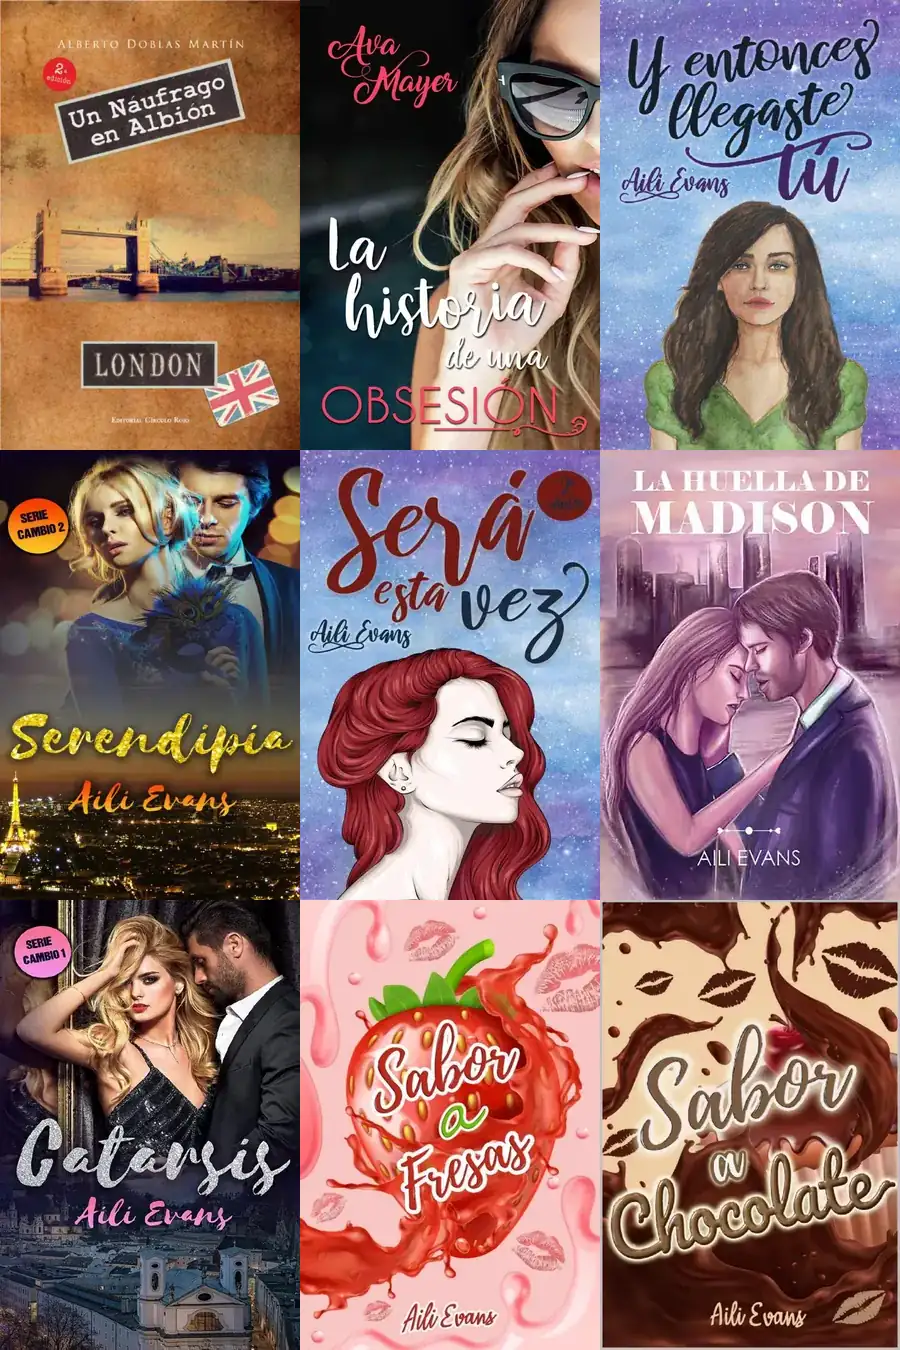 ALBERTO DOBLAS MARTÍN
2ª
edición
Un Náufrago
en Albión
LONDON
EDITORIAL CÍRCULO ROJO
Ava
Mayer
La
historia
de una
OBSESIÓN
Y entonces
llegaste
tú
Aili Evans
SERIE
CAMBIO 2
Serendipia
Aili Evans
Será
esta
vez
Aili Evans
LA HUELLA DE
MADISON
AILI EVANS
SERIE
CAMBIO 1
Catarsis
Aili Evans
Sabor
a
Fresas
Aili Evans
Sabor
a
Chocolate
Aili Evans